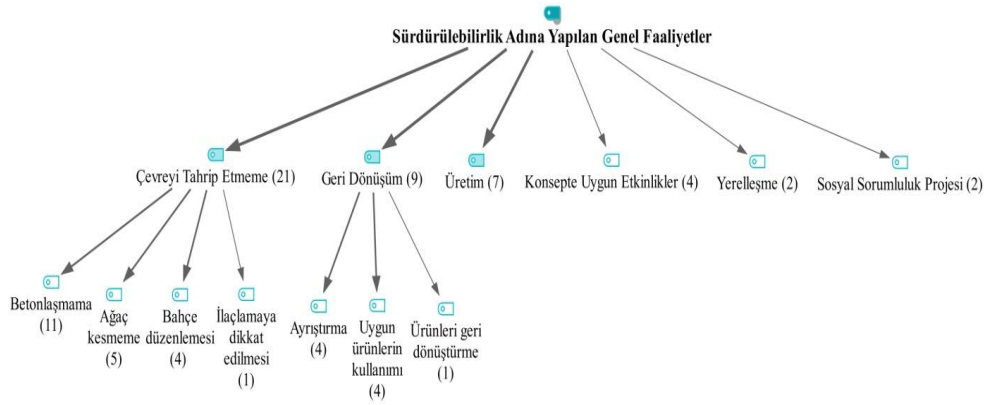 Sürdürülebilirlik Adına Yapılan Genel Faaliyetler
Çevreyi Tahrip Etmeme (21)
Geri Dönüşüm (9)
Üretim (7)
Konsepte Uygun Etkinlikler (4)
Yerelleşme (2)
Sosyal Sorumluluk Projesi (2)
Betonlaşmama
(11)
Ağaç
kesmeme
(5)
Bahçe
düzenlemesi
(4)
İlaçlamaya
dikkat
edilmesi
(1)
Ayrıştırma
(4)
Uygun
ürünlerin
kullanımı
(4)
Ürünleri geri
dönüştürme
(1)